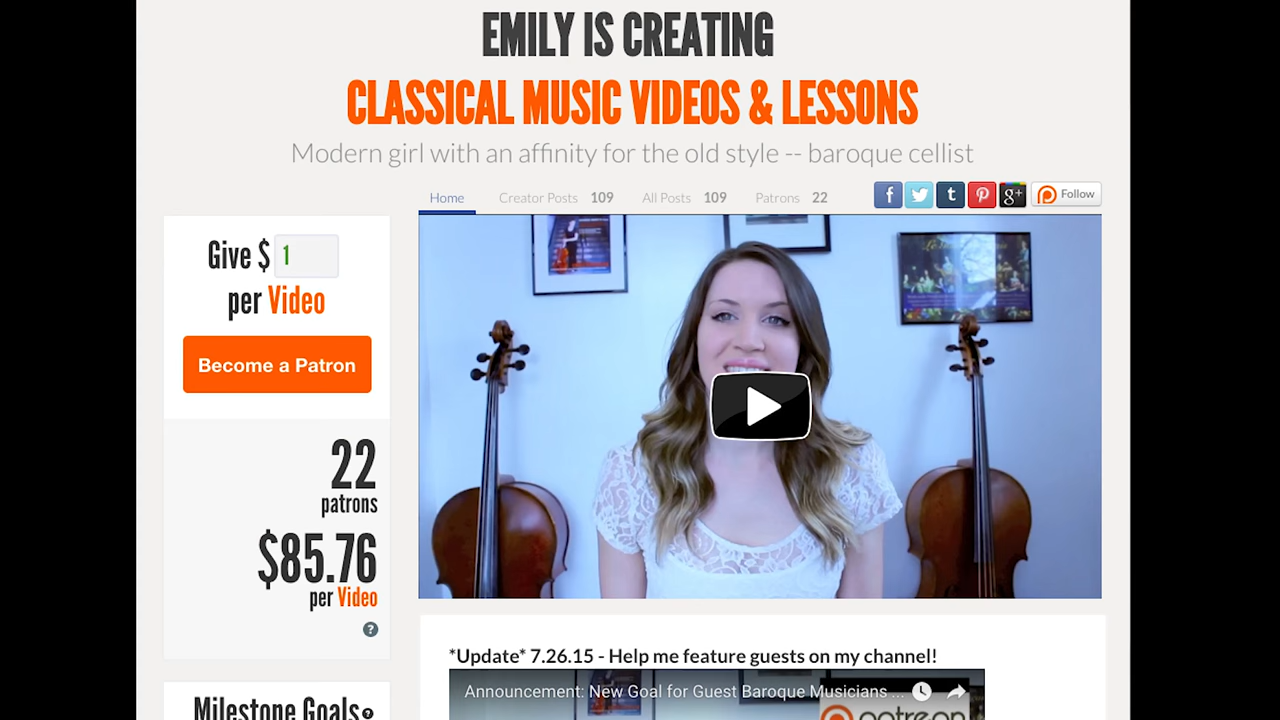 EMILY IS CREATING
CLASSICAL MUSIC VIDEOS & LESSONS
Modern girl with an affinity for the old style -- baroque cellist
Home Creator Posts 109 All Posts 109 Patrons 22
f t g+ Follow
Give $ 1
per Video
Become a Patron
22
patrons
$85.76
per Video
?
*Update* 7.26.15 - Help me feature guests on my channel!
Announcement: New Goal for Guest Baroque Musicians ...
patreon
Milestone Goals ?